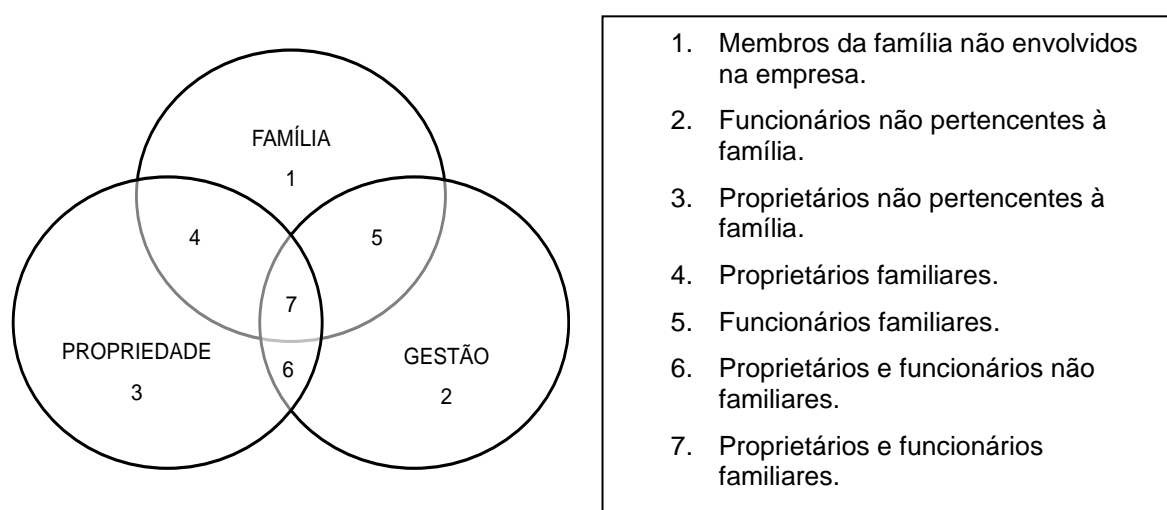 FAMÍLIA
1
4
5
7
PROPRIEDADE
3
6
GESTÃO
2
1. Membros da família não envolvidos
na empresa.
2. Funcionários não pertencentes à
família.
3. Proprietários não pertencentes à
família.
4. Proprietários familiares.
5. Funcionários familiares.
6. Proprietários e funcionários não
familiares.
7. Proprietários e funcionários
familiares.